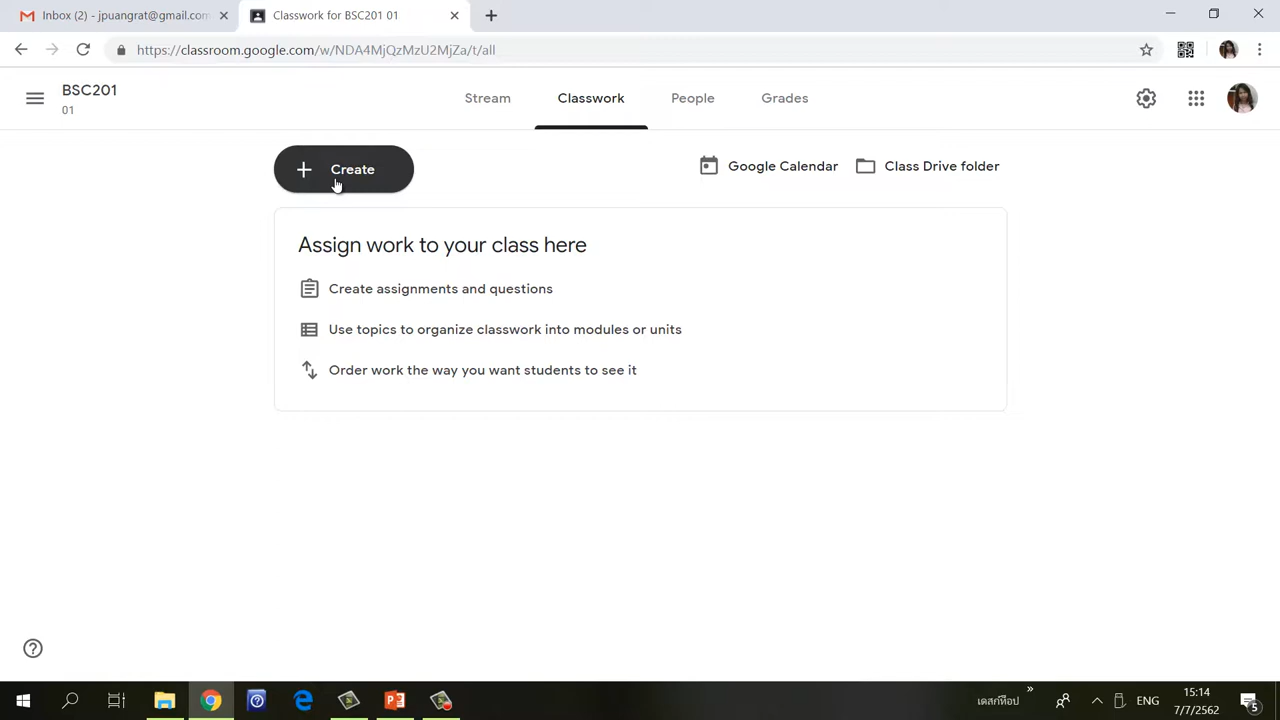 Inbox (2) - jpuangrat@gmail.com
Classwork for BSC201 01
https://classroom.google.com/w/NDA4MjQzMzU2MjZa/t/all
BSC201
01
Stream
Classwork
People
Grades
Create
Google Calendar
Class Drive folder
Assign work to your class here
Create assignments and questions
Use topics to organize classwork into modules or units
Order work the way you want students to see it
เดสก์ท็อป
ENG
15:14
7/7/2562
5